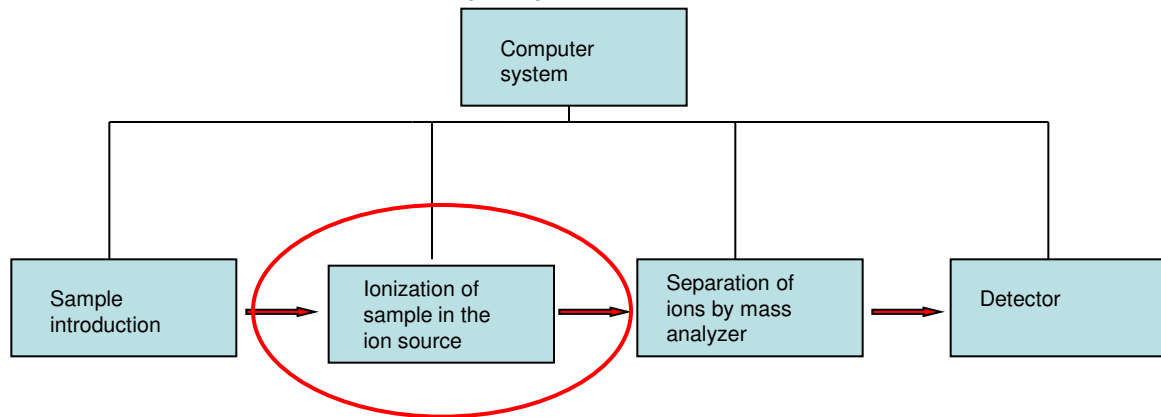 Computer
system
Sample
introduction
Ionization of
sample in the
ion source
Separation of
ions by mass
analyzer
Detector